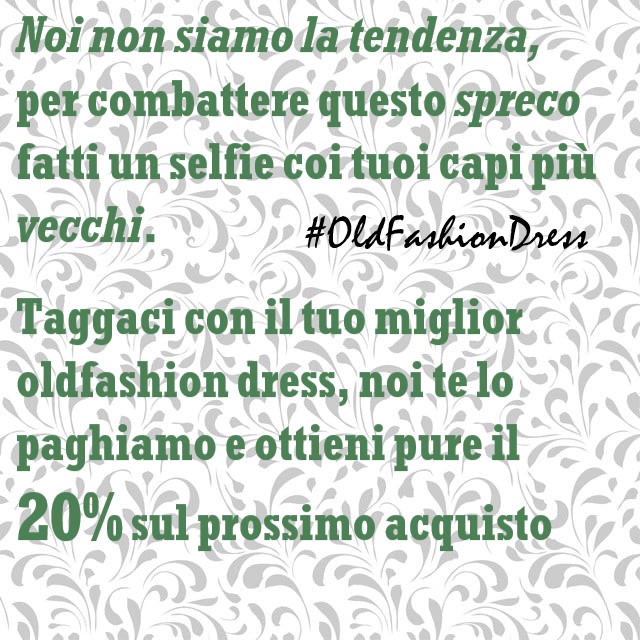 Noi non siamo la tendenza,
per combattere questo spreco
fatti un selfie coi tuoi capi più
vecchi. #OldFashionDress
Taggaci con il tuo miglior
oldfashion dress, noi te lo
paghiamo e ottieni pure il
20% sul prossimo acquisto